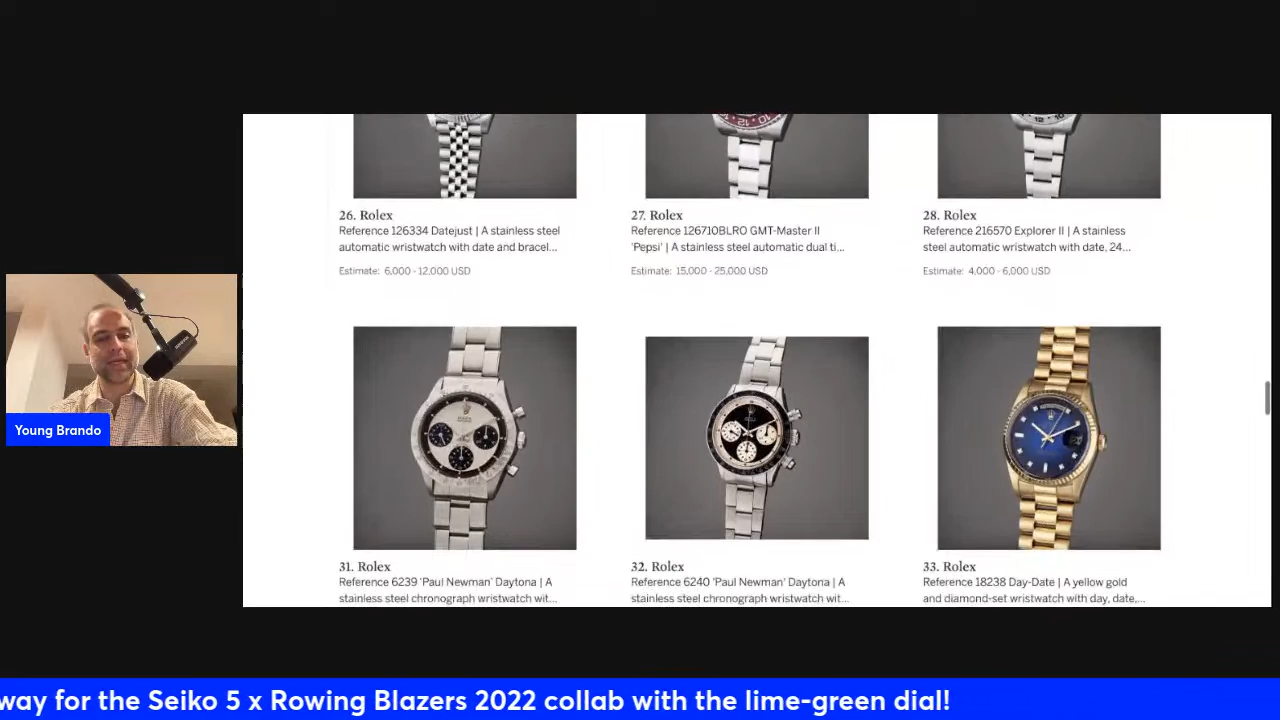 26. Rolex
Reference 126334 Datejust | A stainless steel
automatic wristwatch with date and bracel...
Estimate: 6,000 - 12,000 USD
27. Rolex
Reference 126710BLRO GMT-Master II
'Pepsi' | A stainless steel automatic dual ti...
Estimate: 15,000 - 25,000 USD
28. Rolex
Reference 216570 Explorer II | A stainless
steel automatic wristwatch with date, 24...
Estimate: 4,000 - 6,000 USD
Young Brando
31. Rolex
Reference 6239 'Paul Newman' Daytona | A
stainless steel chronograph wristwatch wit...
32. Rolex
Reference 6240 'Paul Newman' Daytona | A
stainless steel chronograph wristwatch wit...
33. Rolex
Reference 18238 Day-Date | A yellow gold
and diamond-set wristwatch with day, date,...
way for the Seiko 5 x Rowing Blazers 2022 collab with the lime-green dial!